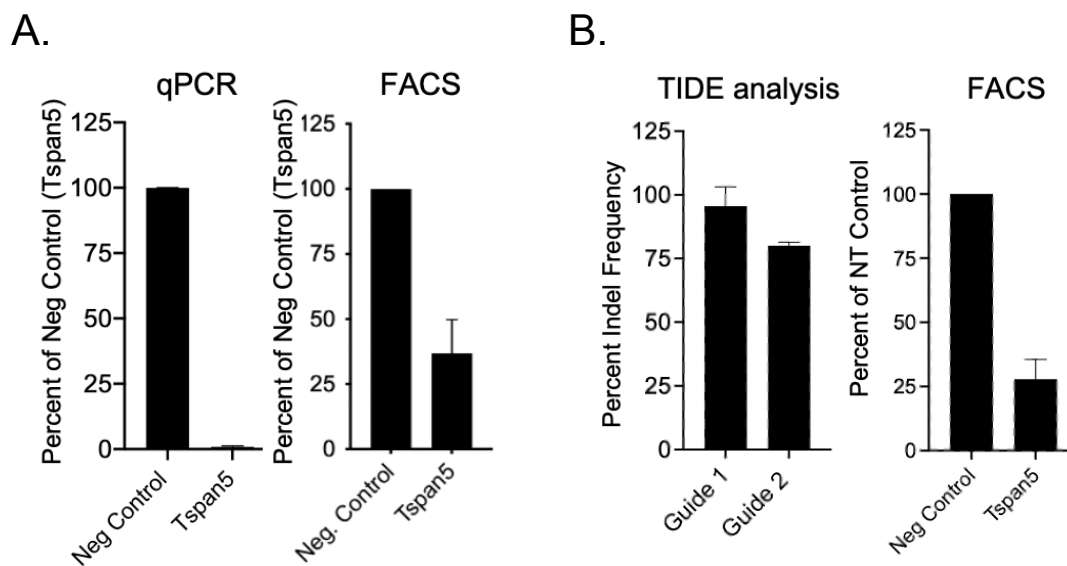 A.
qPCR
Percent of Neg Control (Tspan5)
125
100
75
50
25
0
Neg Control
Tspan5
FACS
Percent of Neg Control (Tspan5)
125
100
75
50
25
0
Neg. Control
Tspan5
B.
TIDE analysis
Percent Indel Frequency
125
100
75
50
25
0
Guide 1
Guide 2
FACS
Percent of NT Control
125
100
75
50
25
0
Neg Control
Tspan5